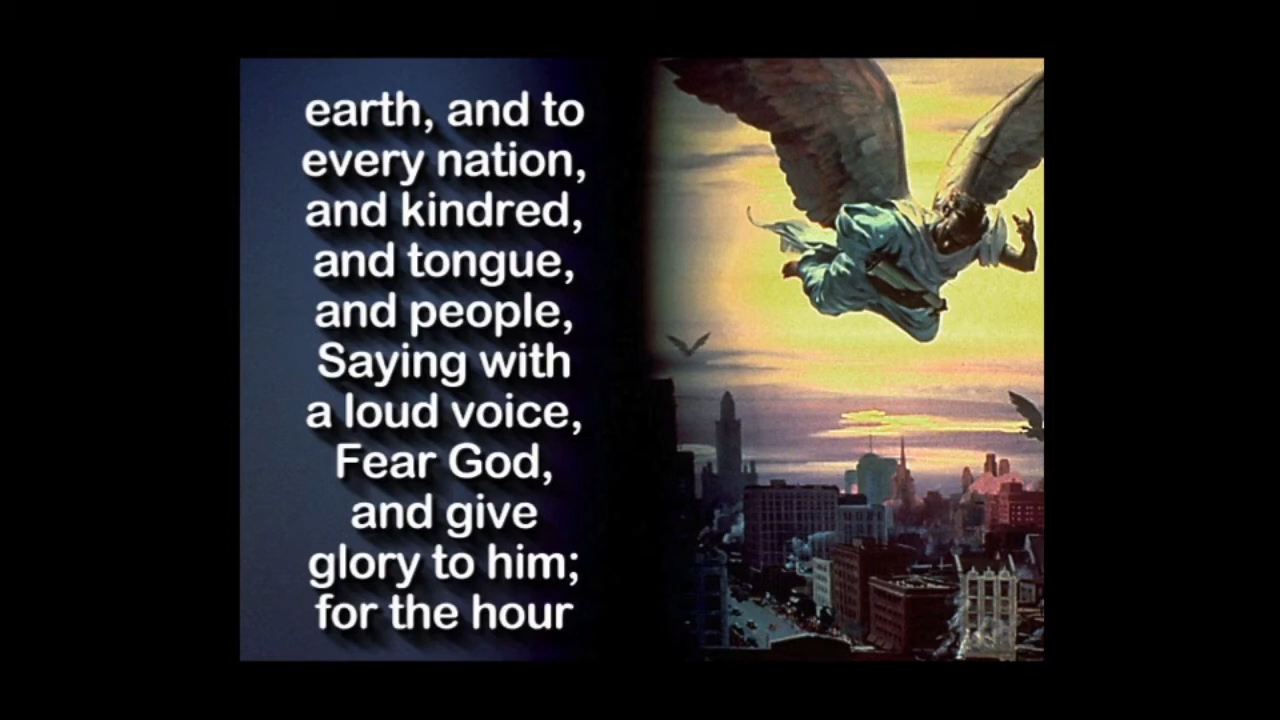 earth, and to
every nation,
and kindred,
and tongue,
and people,
Saying with
a loud voice,
Fear God,
and give
glory to him;
for the hour